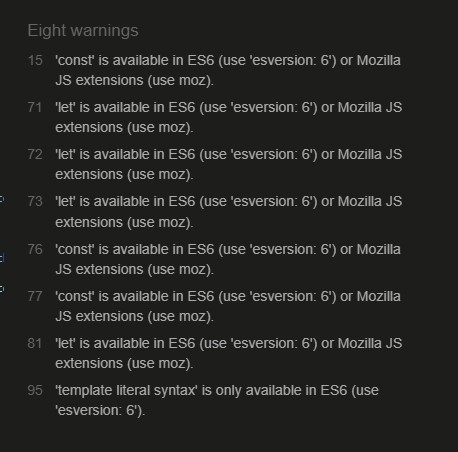 Eight warnings
15 'const' is available in ES6 (use 'esversion: 6') or Mozilla
JS extensions (use moz).
71 'let' is available in ES6 (use 'esversion: 6') or Mozilla JS
extensions (use moz).
72 'let' is available in ES6 (use 'esversion: 6') or Mozilla JS
extensions (use moz).
73 'let' is available in ES6 (use 'esversion: 6') or Mozilla JS
extensions (use moz).
76 'const' is available in ES6 (use 'esversion: 6') or Mozilla
JS extensions (use moz).
77 'const' is available in ES6 (use 'esversion: 6') or Mozilla
JS extensions (use moz).
81 'let' is available in ES6 (use 'esversion: 6') or Mozilla JS
extensions (use moz).
95 'template literal syntax' is only available in ES6 (use
'esversion: 6').